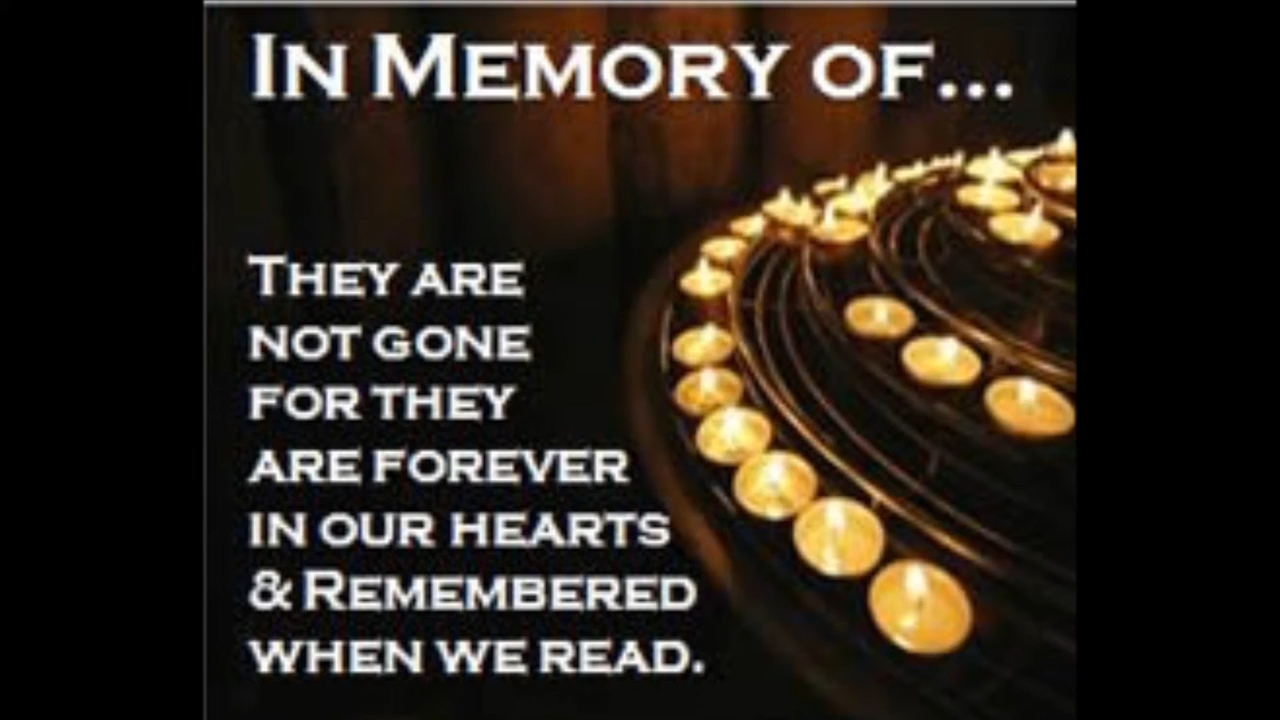 IN MEMORY OF...
THEY ARE
NOT GONE
FOR THEY
ARE FOREVER
IN OUR HEARTS
& REMEMBERED
WHEN WE READ.